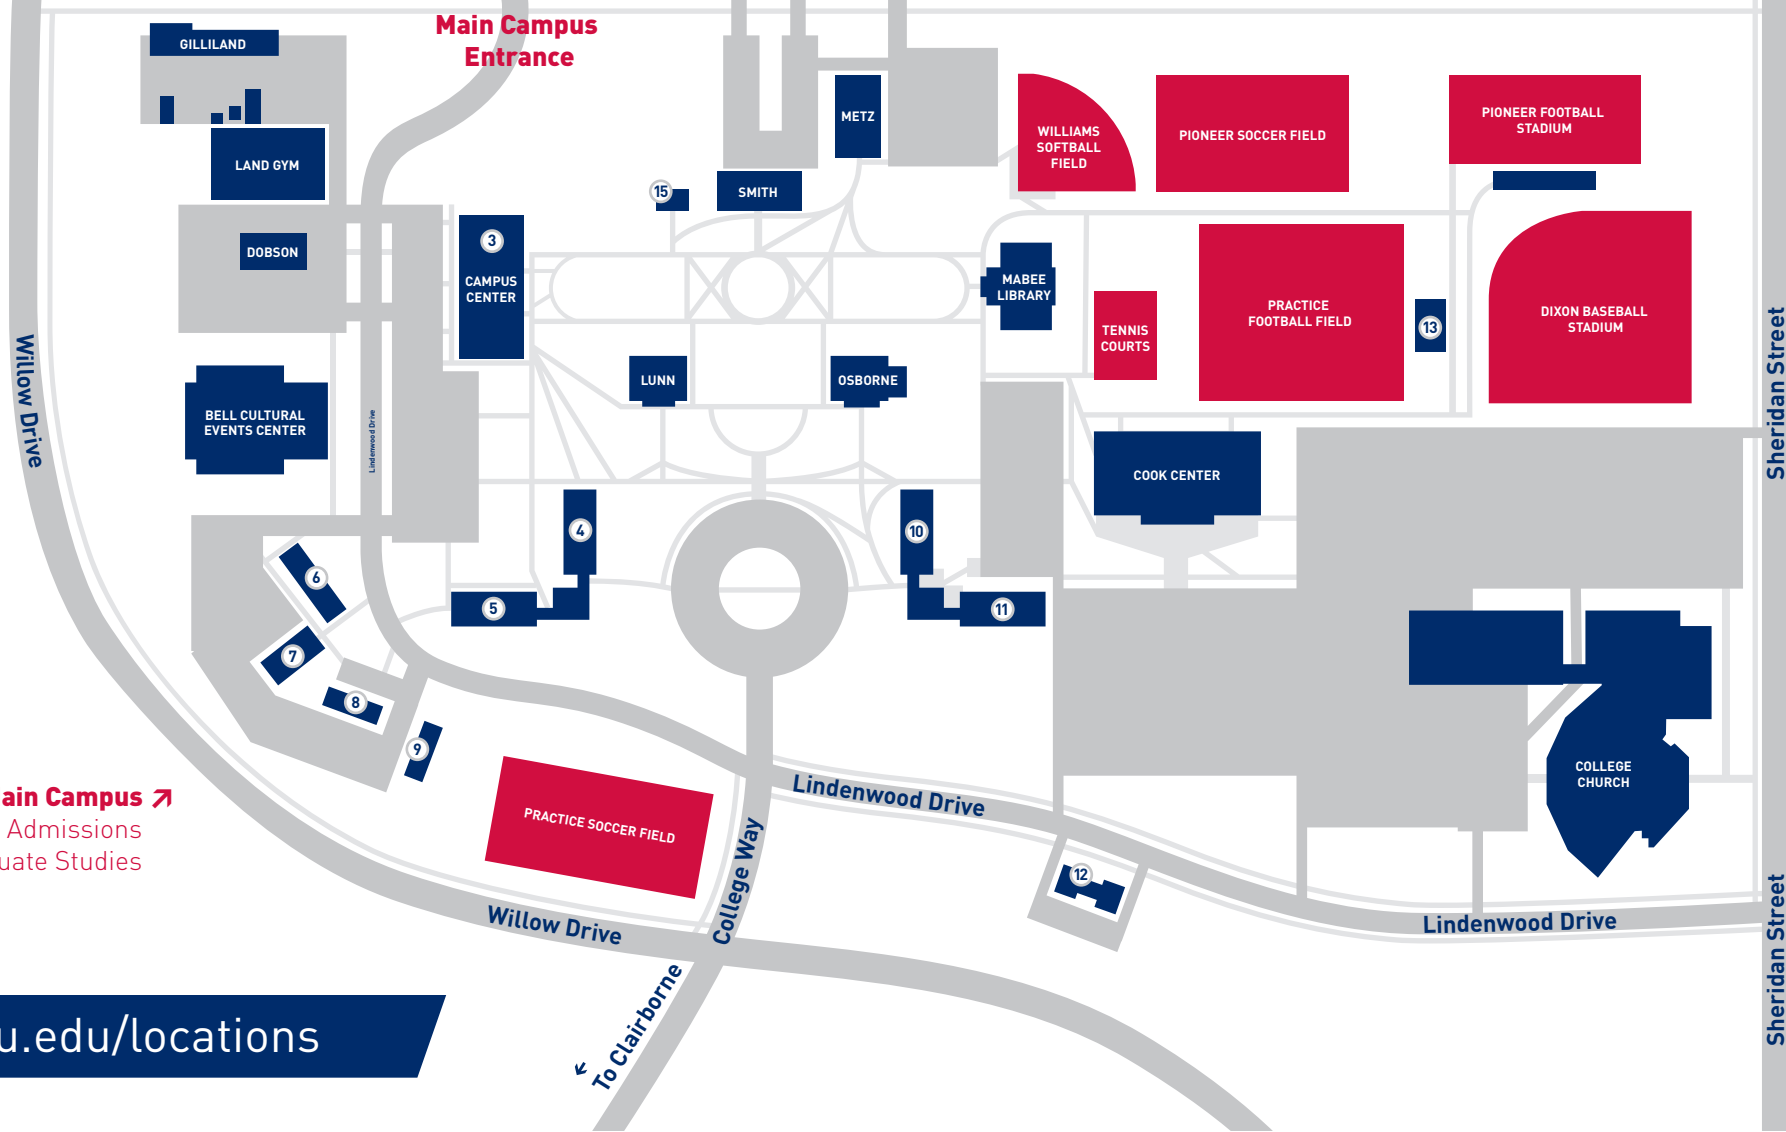 Main Campus
Entrance
GILLILAND
LAND GYM
DOBSON
METZ
SMITH
15
3
CAMPUS
CENTER
WILLIAMS
SOFTBALL
FIELD
PIONEER SOCCER FIELD
PIONEER FOOTBALL
STADIUM
MABEE
LIBRARY
TENNIS
COURTS
PRACTICE
FOOTBALL FIELD
13
DIXON BASEBALL
STADIUM
Sheridan Street
Willow Drive
BELL CULTURAL
EVENTS CENTER
Lindenwood Drive
LUNN
OSBORNE
COOK CENTER
4
5
6
7
8
9
10
11
COLLEGE
CHURCH
PRACTICE SOCCER FIELD
Lindenwood Drive
College Way
12
Willow Drive
Lindenwood Drive
Sheridan Street
To Clairborne
ain Campus
Admissions
uate Studies
u.edu/locations